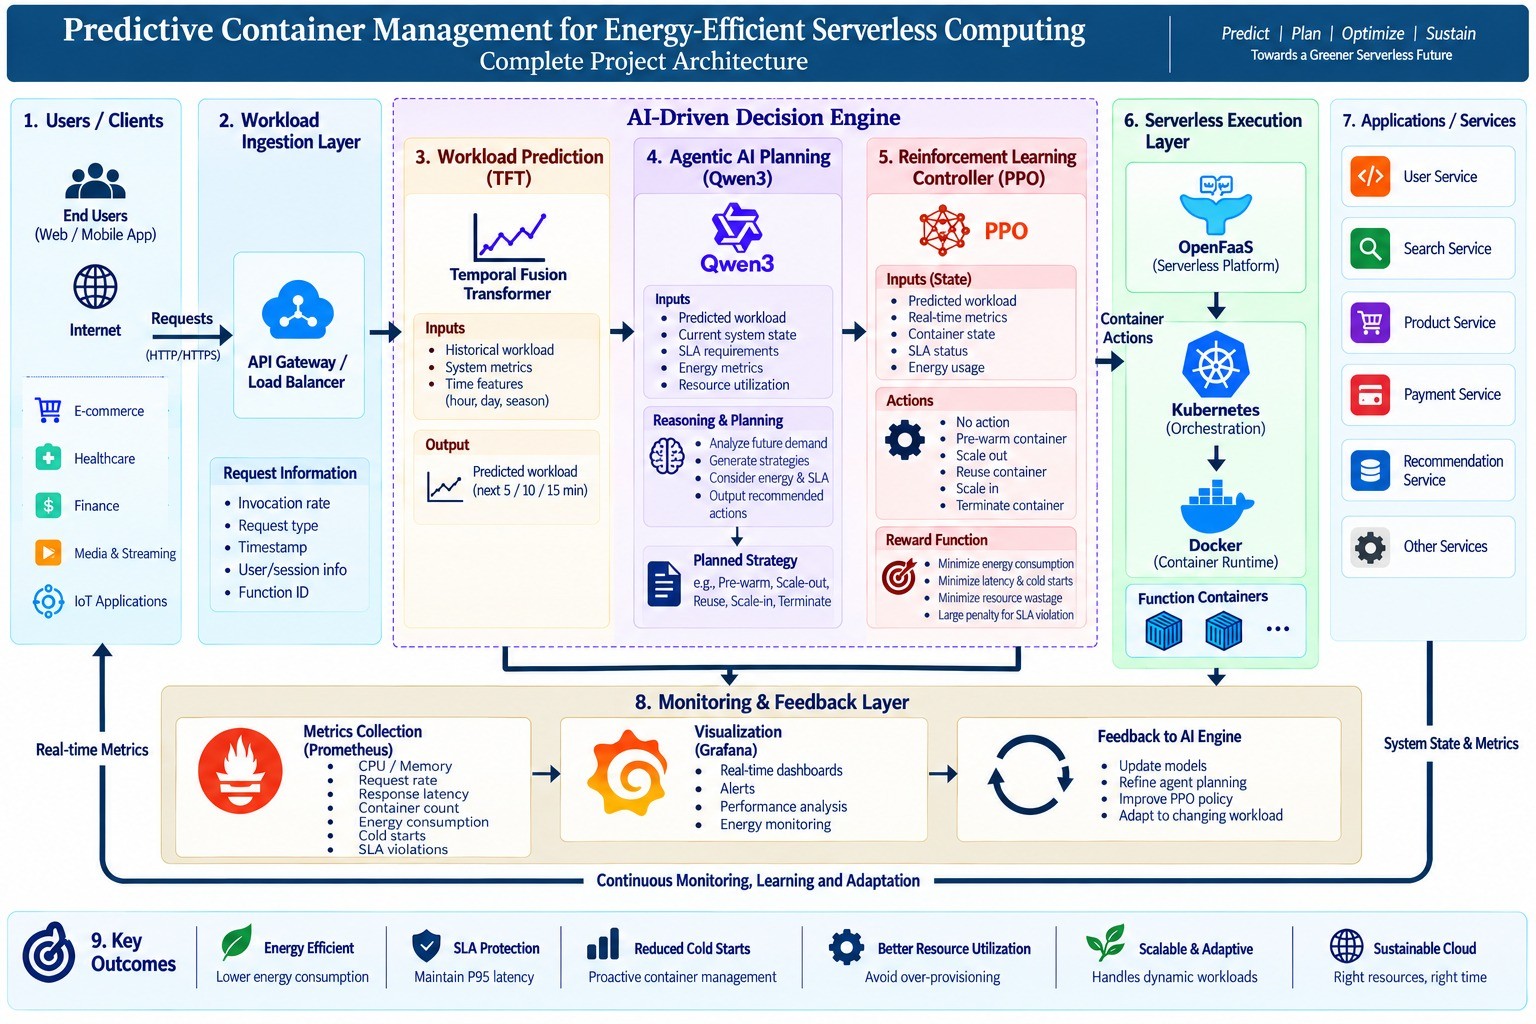 Predictive Container Management for Energy-Efficient Serverless Computing
Complete Project Architecture
Predict | Plan | Optimize | Sustain
Towards a Greener Serverless Future
1. Users / Clients
End Users
(Web / Mobile App)
Internet
Requests
(HTTP/HTTPS)
E-commerce
Healthcare
Finance
Media & Streaming
IoT Applications
2. Workload
Ingestion Layer
API Gateway /
Load Balancer
Request Information
• Invocation rate
• Request type
• Timestamp
• User/session info
• Function ID
AI-Driven Decision Engine
3. Workload Prediction
(TFT)
Temporal Fusion
Transformer
Inputs
• Historical workload
• System metrics
• Time features
(hour, day, season)
Output
Predicted workload
(next 5 / 10 / 15 min)
4. Agentic AI Planning
(Qwen3)
Qwen3
Inputs
• Predicted workload
• Current system state
• SLA requirements
• Energy metrics
• Resource utilization
Reasoning & Planning
• Analyze future demand
• Generate strategies
• Consider energy & SLA
• Output recommended
actions
Planned Strategy
e.g., Pre-warm, Scale-out,
Reuse, Scale-in, Terminate
5. Reinforcement Learning
Controller (PPO)
PPO
Inputs (State)
• Predicted workload
• Real-time metrics
• Container state
• SLA status
• Energy usage
Actions
• No action
• Pre-warm container
• Scale out
• Reuse container
• Scale in
• Terminate container
Reward Function
• Minimize energy consumption
• Minimize latency & cold starts
• Minimize resource wastage
• Large penalty for SLA violation
Container
Actions
6. Serverless Execution
Layer
OpenFaaS
(Serverless Platform)
Kubernetes
(Orchestration)
Docker
(Container Runtime)
Function Containers
...
7. Applications / Services
User Service
Search Service
Product Service
Payment Service
Recommendation
Service
Other Services
8. Monitoring & Feedback Layer
Metrics Collection
(Prometheus)
• CPU / Memory
• Request rate
• Response latency
• Container count
• Energy consumption
• Cold starts
• SLA violations
Visualization
(Grafana)
• Real-time dashboards
• Alerts
• Performance analysis
• Energy monitoring
Feedback to AI Engine
• Update models
• Refine agent planning
• Improve PPO policy
• Adapt to changing workload
Real-time Metrics
System State & Metrics
Continuous Monitoring, Learning and Adaptation
9. Key
Outcomes
Energy Efficient
Lower energy consumption
SLA Protection
Maintain P95 latency
Reduced Cold Starts
Proactive container management
Better Resource Utilization
Avoid over-provisioning
Scalable & Adaptive
Handles dynamic workloads
Sustainable Cloud
Right resources, right time